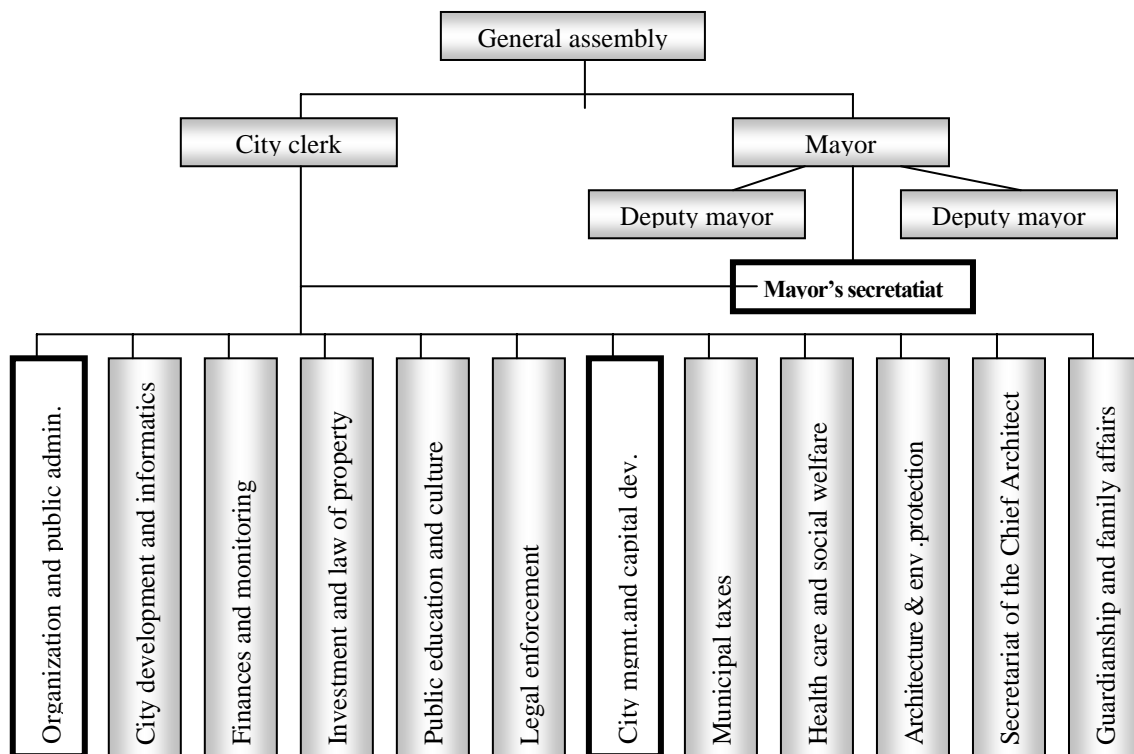 General assembly
City clerk
Mayor
Deputy mayor
Deputy mayor
Mayor’s secretatiat
Organization and public admin.
City development and informatics
Finances and monitoring
Investment and law of property
Public education and culture
Legal enforcement
City mgmt.and capital dev.
Municipal taxes
Health care and social welfare
Architecture & env .protection
Secretariat of the Chief Architect
Guardianship and family affairs